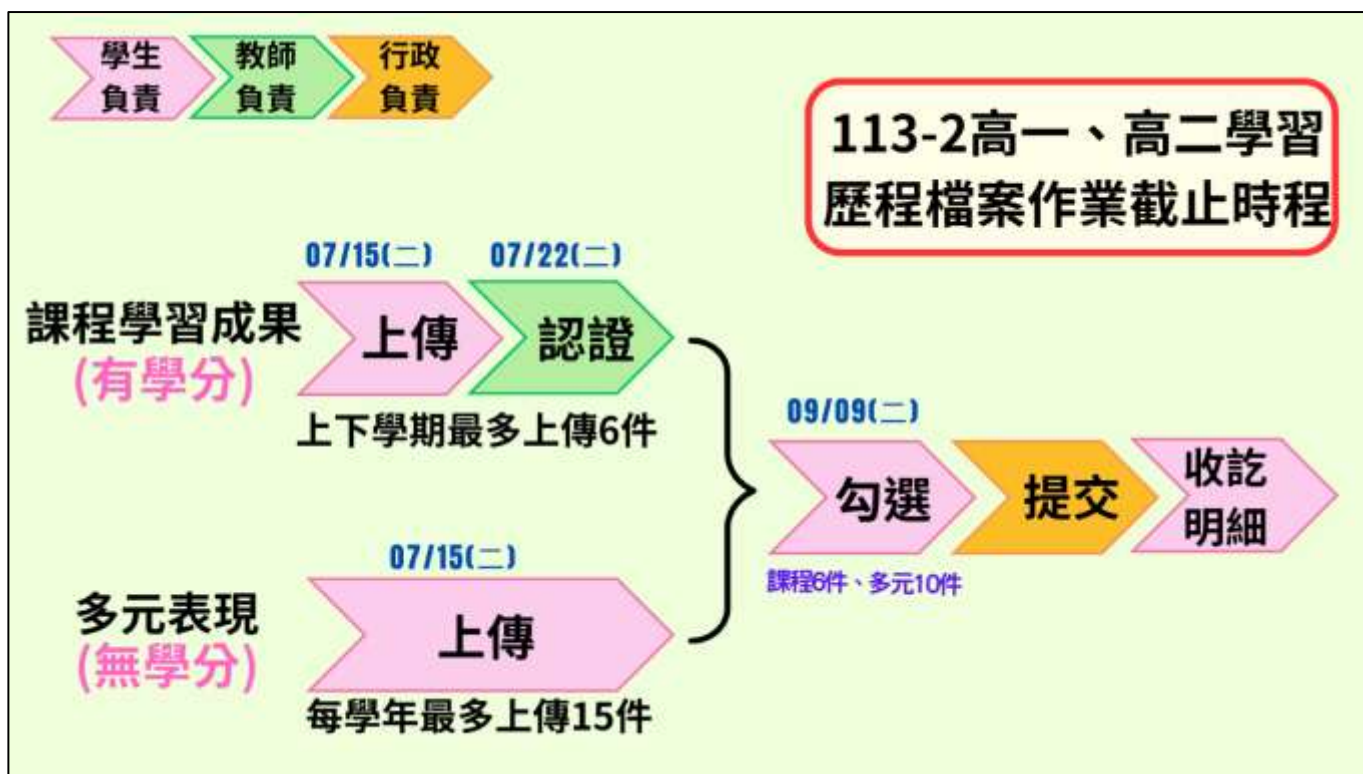 學生
負責
教師
負責
行政
負責
113-2高一、高二學習
歷程檔案作業截止時程
07/15(二)
07/22(二)
課程學習成果
(有學分)
上傳
認證
上下學期最多上傳6件
09/09(二)
勾選
提交
收訖
明細
課程6件、多元10件
07/15(二)
多元表現
(無學分)
上傳
每學年最多上傳15件